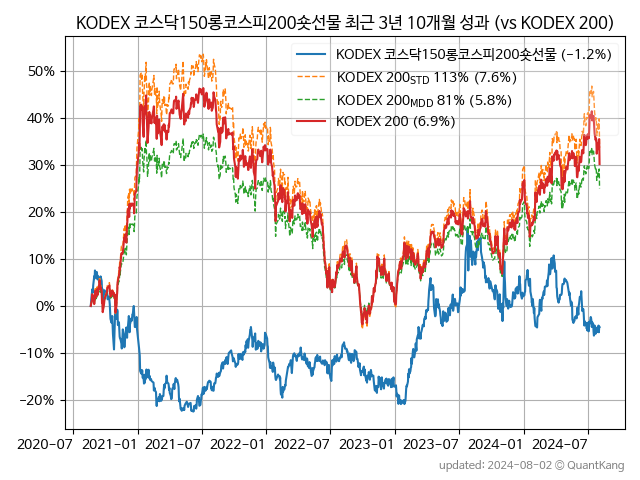 KODEX 코스닥150롱코스피200숏선물 최근 3년 10개월 성과 (vs KODEX 200)
KODEX 코스닥150롱코스피200숏선물 (−1.2%)
KODEX 200STD 113% (7.6%)
KODEX 200MDD 81% (5.8%)
KODEX 200 (6.9%)
50%
40%
30%
20%
10%
0%
−10%
−20%
2020-07
2021-01
2021-07
2022-01
2022-07
2023-01
2023-07
2024-01
2024-07
updated: 2024-08-02 © QuantKang